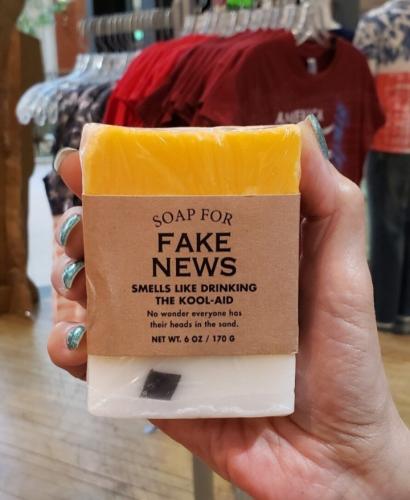 SOAP FOR
FAKE
NEWS
SMELLS LIKE DRINKING
THE KOOL-AID
No wonder everyone has
their heads in the sand.
NET WT. 6 OZ / 170 G